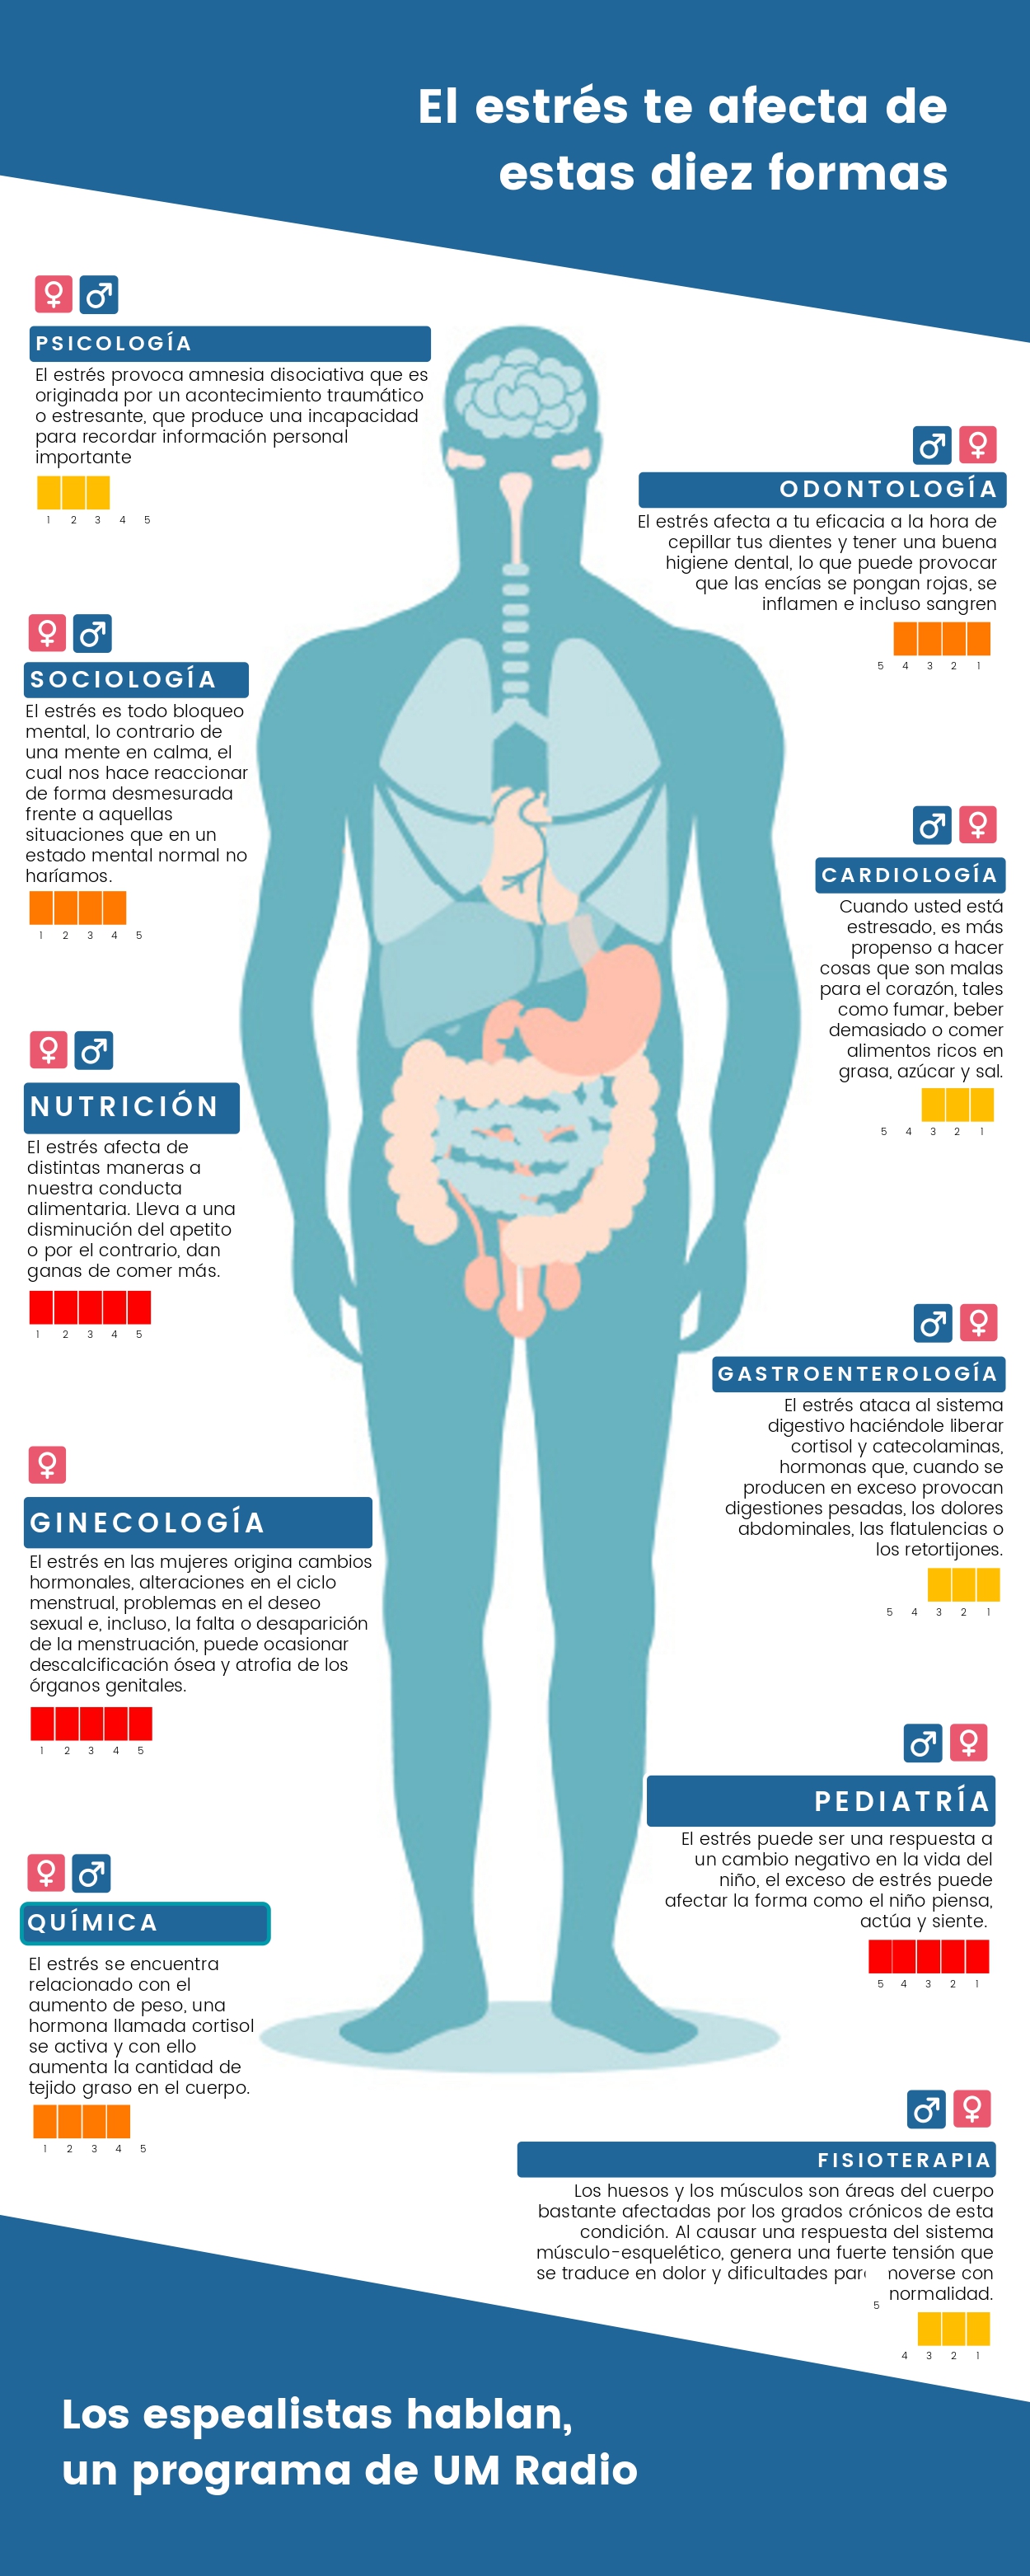 El estrés te afecta de
estas diez formas
PSICOLOGÍA
El estrés provoca amnesia disociativa que es
originada por un acontecimiento traumático
o estresante, que produce una incapacidad
para recordar información personal
importante
1 2 3 4 5
ODONTOLOGÍA
El estrés afecta a tu eficacia a la hora de
cepillar tus dientes y tener una buena
higiene dental, lo que puede provocar
que las encías se pongan rojas, se
inflamen e incluso sangren
5 4 3 2 1
SOCIOLOGÍA
El estrés es todo bloqueo
mental, lo contrario de
una mente en calma, el
cual nos hace reaccionar
de forma desmesurada
frente a aquellas
situaciones que en un
estado mental normal no
haríamos.
1 2 3 4 5
CARDIOLOGÍA
Cuando usted está
estresado, es más
propenso a hacer
cosas que son malas
para el corazón, tales
como fumar, beber
demasiado o comer
alimentos ricos en
grasa, azúcar y sal.
5 4 3 2 1
NUTRICIÓN
El estrés afecta de
distintas maneras a
nuestra conducta
alimentaria. Lleva a una
disminución del apetito
o por el contrario, dan
ganas de comer más.
1 2 3 4 5
GASTROENTEROLOGÍA
El estrés ataca al sistema
digestivo haciéndole liberar
cortisol y catecolaminas,
hormonas que, cuando se
producen en exceso provocan
digestiones pesadas, los dolores
abdominales, las flatulencias o
los retortijones.
5 4 3 2 1
GINECOLOGÍA
El estrés en las mujeres origina cambios
hormonales, alteraciones en el ciclo
menstrual, problemas en el deseo
sexual e, incluso, la falta o desaparición
de la menstruación, puede ocasionar
descalcificación ósea y atrofia de los
órganos genitales.
1 2 3 4 5
PEDIATRÍA
El estrés puede ser una respuesta a
un cambio negativo en la vida del
niño, el exceso de estrés puede
afectar la forma como el niño piensa,
actúa y siente.
5 4 3 2 1
QUÍMICA
El estrés se encuentra
relacionado con el
aumento de peso, una
hormona llamada cortisol
se activa y con ello
aumenta la cantidad de
tejido graso en el cuerpo.
1 2 3 4 5
FISIOTERAPIA
Los huesos y los músculos son áreas del cuerpo
bastante afectadas por los grados crónicos de esta
condición. Al causar una respuesta del sistema
músculo-esquelético, genera una fuerte tensión que
se traduce en dolor y dificultades para moverse con
normalidad.
5
4 3 2 1
Los espealistas hablan,
un programa de UM Radio